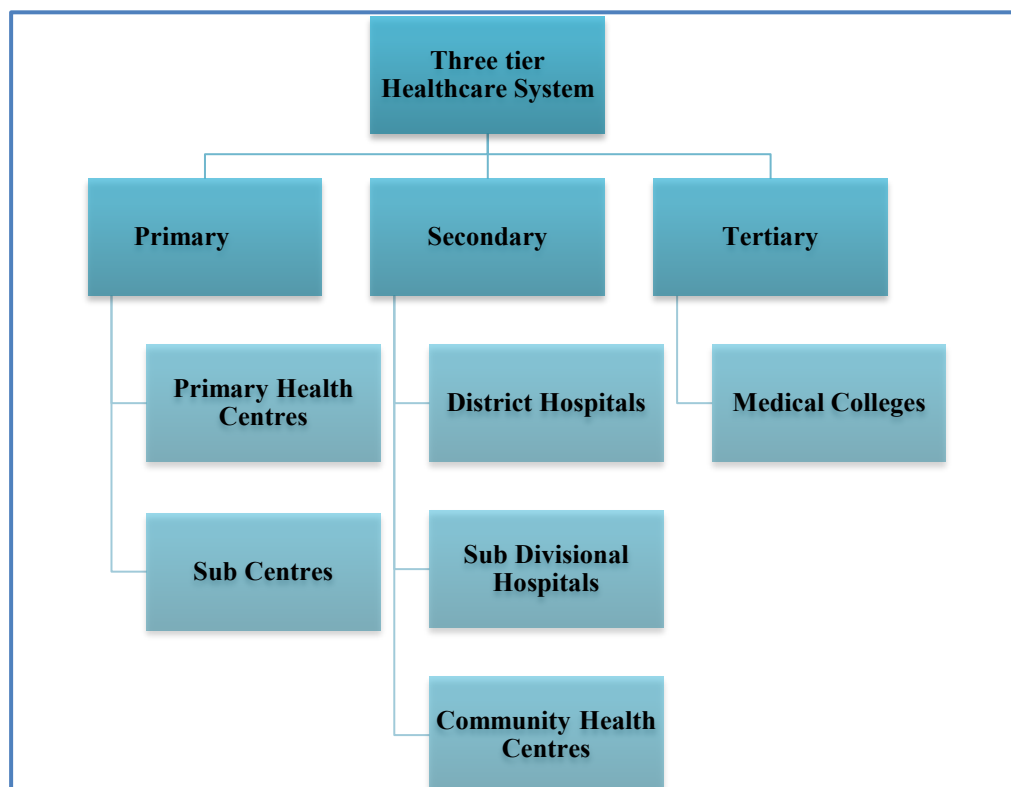 Three tier
Healthcare System
Primary
Secondary
Tertiary
Primary Health
Centres
District Hospitals
Medical Colleges
Sub Centres
Sub Divisional
Hospitals
Community Health
Centres